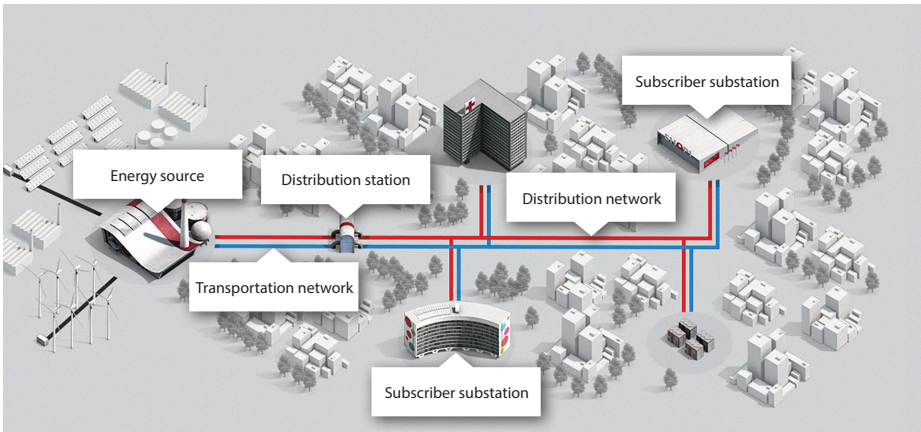 Subscriber substation
Energy source
Distribution station
Distribution network
Transportation network
Subscriber substation